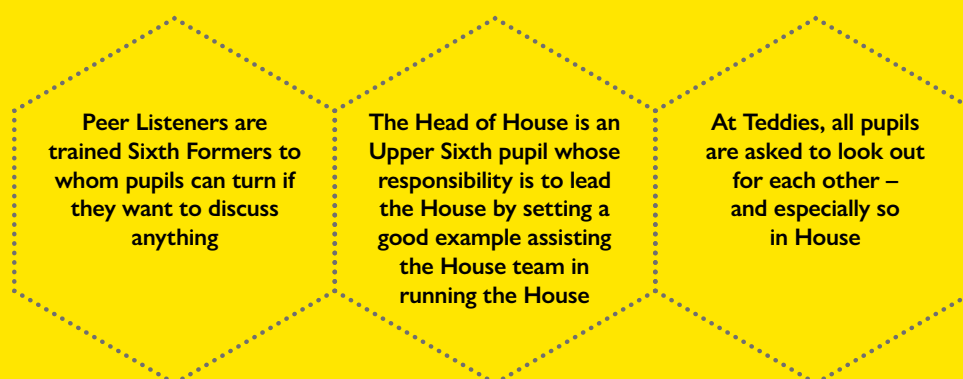 Peer Listeners are
trained Sixth Formers to
whom pupils can turn if
they want to discuss
anything
The Head of House is an
Upper Sixth pupil whose
responsibility is to lead
the House by setting a
good example assisting
the House team in
running the House
At Teddies, all pupils
are asked to look out
for each other –
and especially so
in House